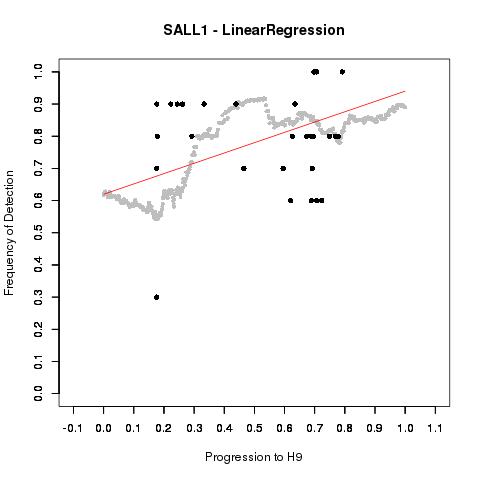 SALL1 - LinearRegression
Frequency of Detection
1.0
0.9
0.8
0.7
0.6
0.5
0.4
0.3
0.2
0.1
0.0
-0.1 0.0 0.1 0.2 0.3 0.4 0.5 0.6 0.7 0.8 0.9 1.0 1.1
Progression to H9